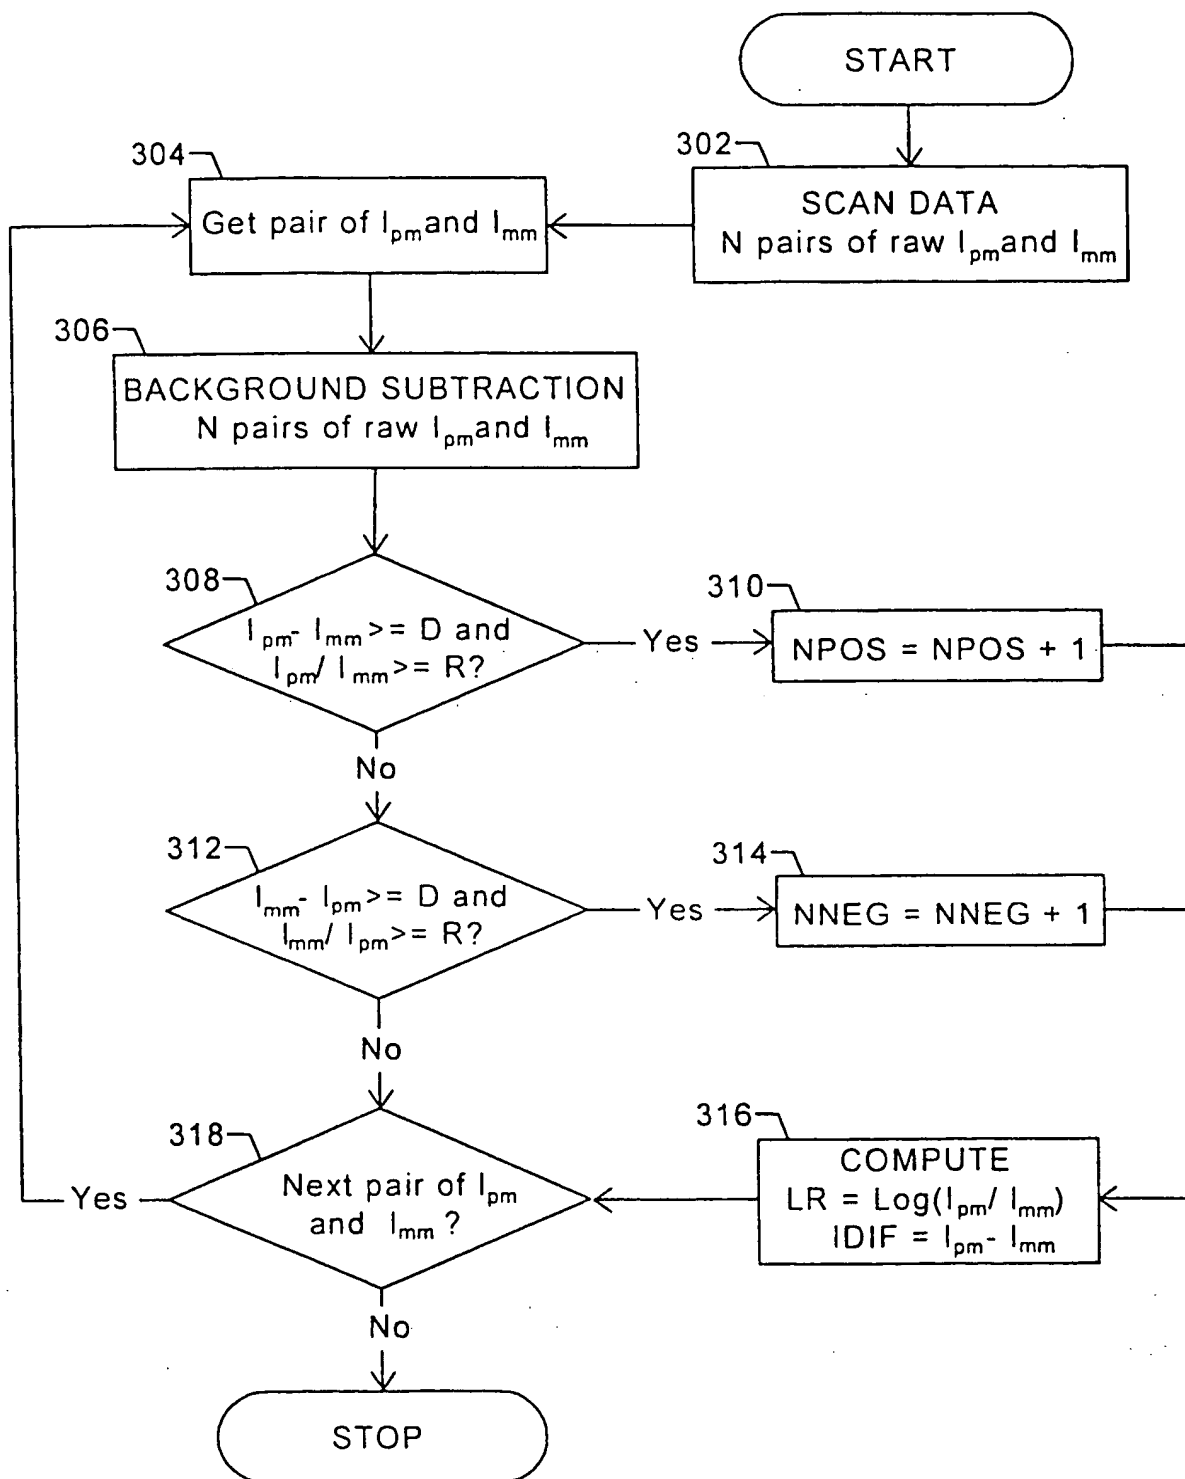 START
302
SCAN DATA
N pairs of raw Ipm and Imm
304
Get pair of Ipm and Imm
306
BACKGROUND SUBTRACTION
N pairs of raw Ipm and Imm
308
Ipm- Imm >= D and
Ipm/ Imm >= R?
Yes
310
NPOS = NPOS + 1
No
312
Imm- Ipm >= D and
Imm/ Ipm >= R?
Yes
314
NNEG = NNEG + 1
No
316
COMPUTE
LR = Log(Ipm/ Imm)
IDIF = Ipm- Imm
318
Next pair of Ipm
and Imm ?
Yes
No
STOP